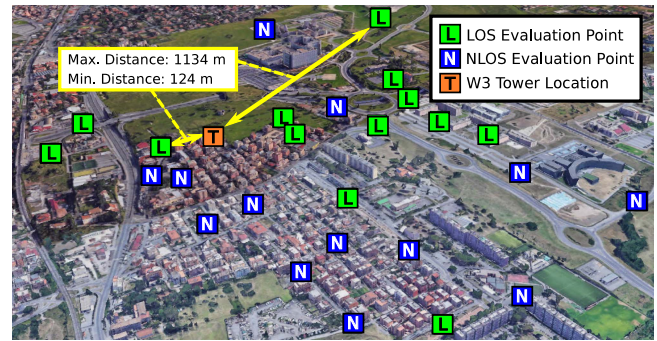 L
N
L LOS Evaluation Point
N NLOS Evaluation Point
T W3 Tower Location
Max. Distance: 1134 m
Min. Distance: 124 m
L
L
N
L
L
L
L
L
L
T
L
L
N
N
N
L
N
N
N
N
N
N
N
N
L